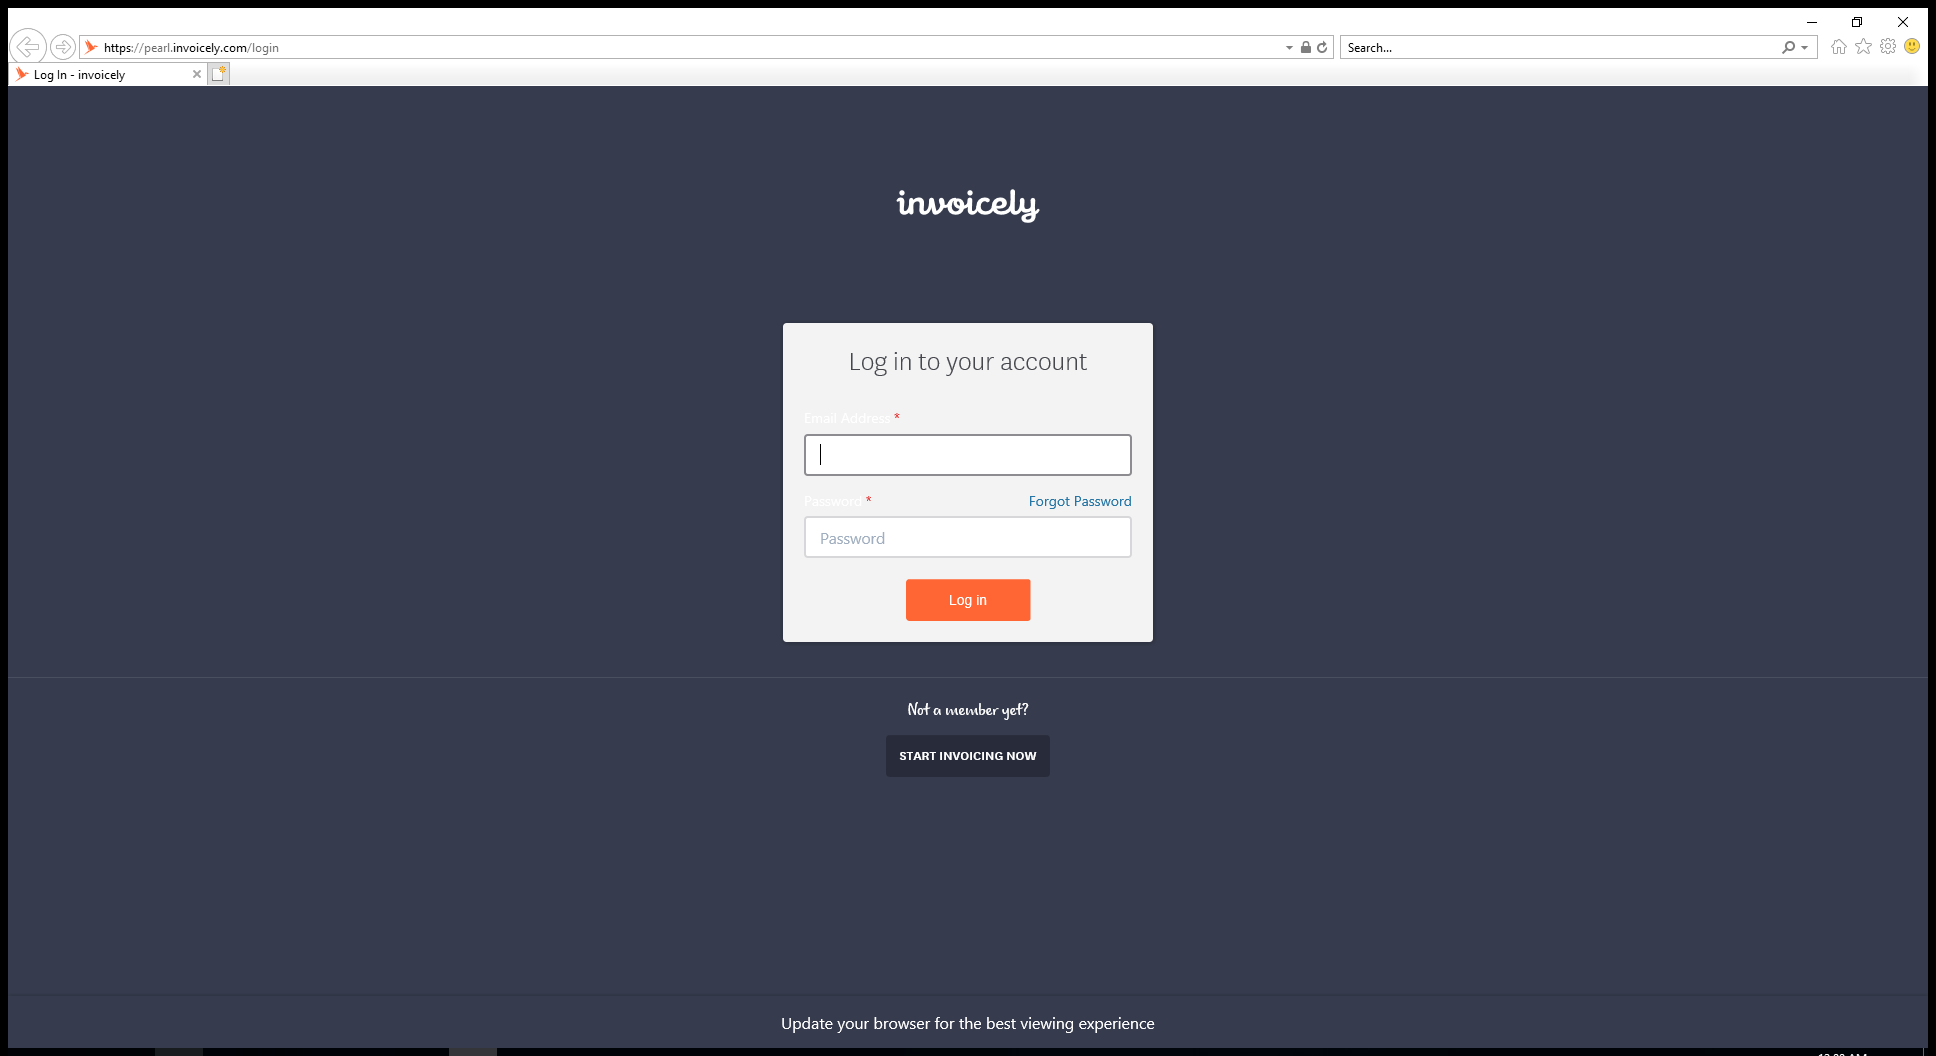 https://pearl.invoicely.com/login
Search...
Log In - invoicely
invoicely
Log in to your account
Email Address *
Password * Forgot Password
Password
Log in
Not a member yet?
START INVOICING NOW
Update your browser for the best viewing experience